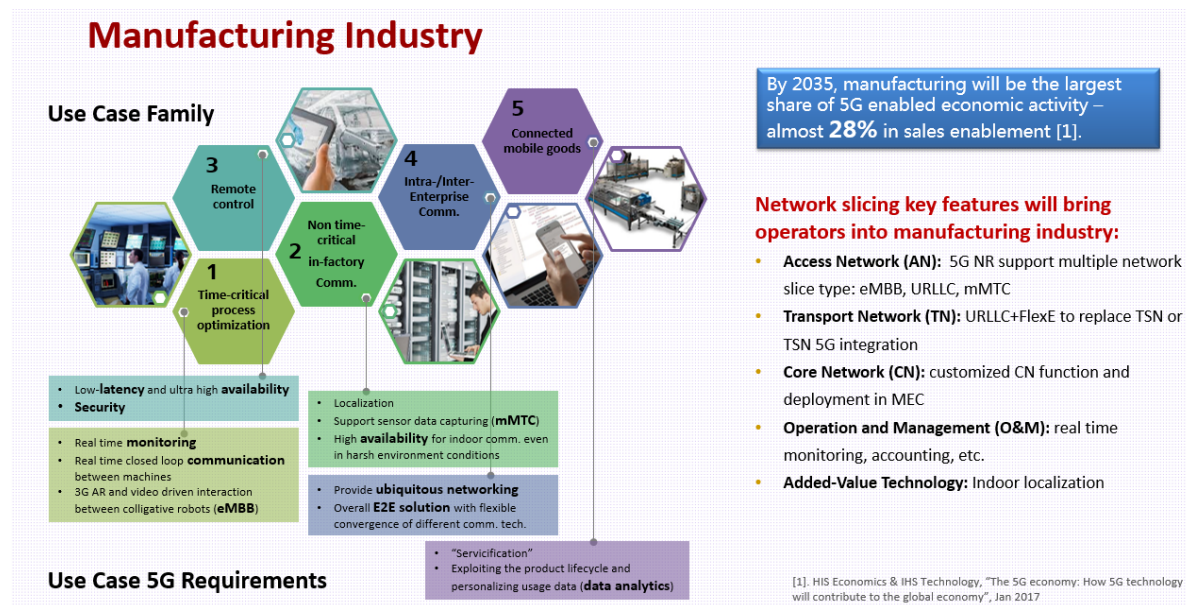 Manufacturing Industry
Use Case Family
3
Remote
control
1
Time-critical
process
optimization
Non time-
critical
2
in-factory
Comm.
4
Intra-/Inter-
Enterprise
Comm.
5
Connected
mobile goods
• Low-latency and ultra high availability
• Security
• Real time monitoring
• Real time closed loop communication
between machines
• 3G AR and video driven interaction
between colligative robots (eMBB)
• Localization
• Support sensor data capturing (mMTC)
• High availability for indoor comm. even
in harsh environment conditions
• Provide ubiquitous networking
• Overall E2E solution with flexible
convergence of different comm. tech.
• “Servicification”
• Exploiting the product lifecycle and
personalizing usage data (data analytics)
Use Case 5G Requirements
By 2035, manufacturing will be the largest
share of 5G enabled economic activity –
almost 28% in sales enablement [1].
Network slicing key features will bring
operators into manufacturing industry:
• Access Network (AN): 5G NR support multiple network
slice type: eMBB, URLLC, mMTC
• Transport Network (TN): URLLC+FlexE to replace TSN or
TSN 5G integration
• Core Network (CN): customized CN function and
deployment in MEC
• Operation and Management (O&M): real time
monitoring, accounting, etc.
• Added-Value Technology: Indoor localization
[1]. HIS Economics & IHS Technology, “The 5G economy: How 5G technology
will contribute to the global economy”, Jan 2017